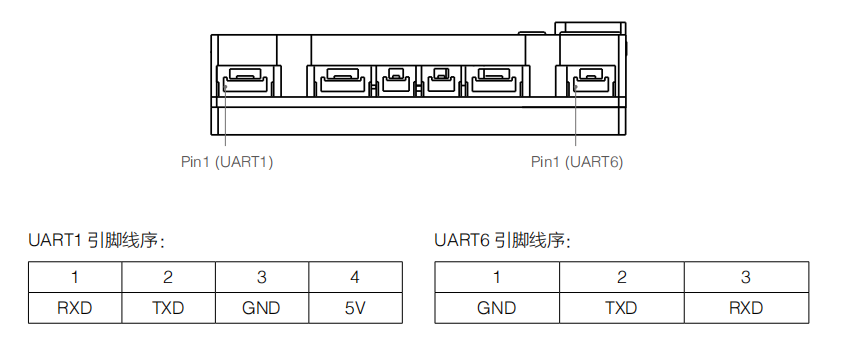 Pin1 (UART1) Pin1 (UART6)
UART1 引脚线序：
1 2 3 4
RXD TXD GND 5V
UART6 引脚线序：
1 2 3
GND TXD RXD